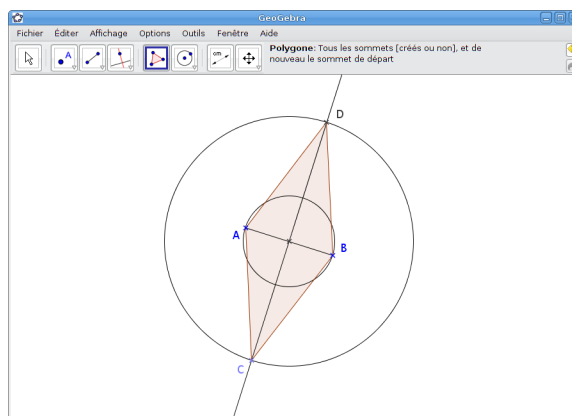 GeoGebra
Fichier Éditer Affichage Options Outils Fenêtre Aide
A cm
Polygone: Tous les sommets [créés ou non], et de
nouveau le sommet de départ
D
A
B
C